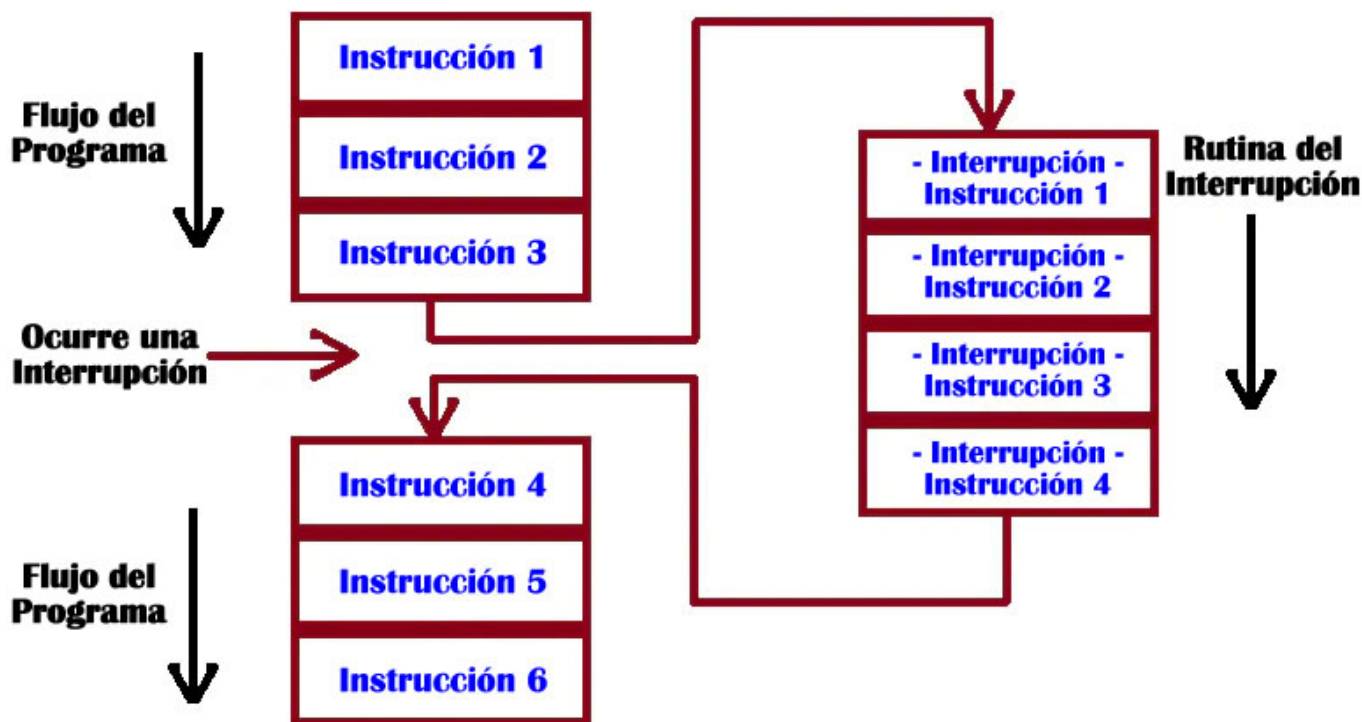 Flujo del
Programa
Instrucción 1
Instrucción 2
Instrucción 3
Ocurre una
Interrupción
- Interrupción -
Instrucción 1
- Interrupción -
Instrucción 2
- Interrupción -
Instrucción 3
- Interrupción -
Instrucción 4
Rutina del
Interrupción
Flujo del
Programa
Instrucción 4
Instrucción 5
Instrucción 6